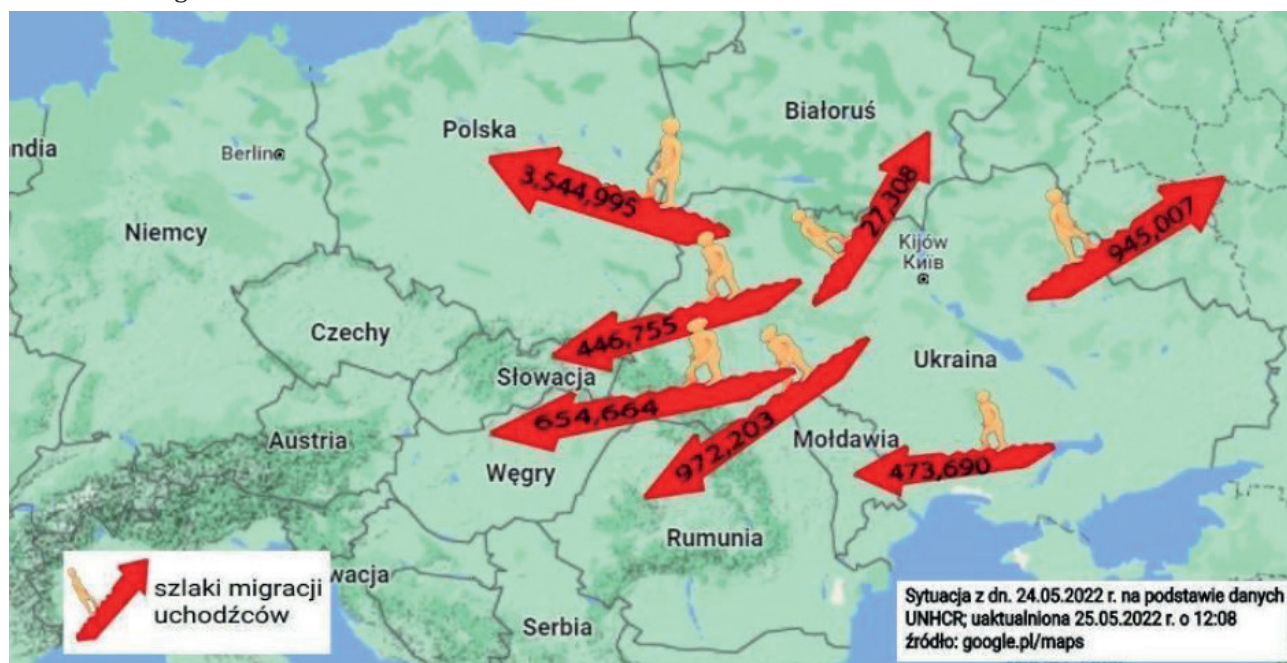 Białoruś
Polska
ndia
Berlin
3,544,995
27,308
945,007
Niemcy
Kijów
Київ
446,755
Czechy
Ukraina
Słowacja
654,664
Austria
972,203
Mołdawia
Węgry
473,690
Rumunia
wacja
szlaki migracji
uchodźców
Serbia
Sytuacja z dn. 24.05.2022 r. na podstawie danych
UNHCR; uaktualniona 25.05.2022 r. o 12:08
źródło: google.pl/maps